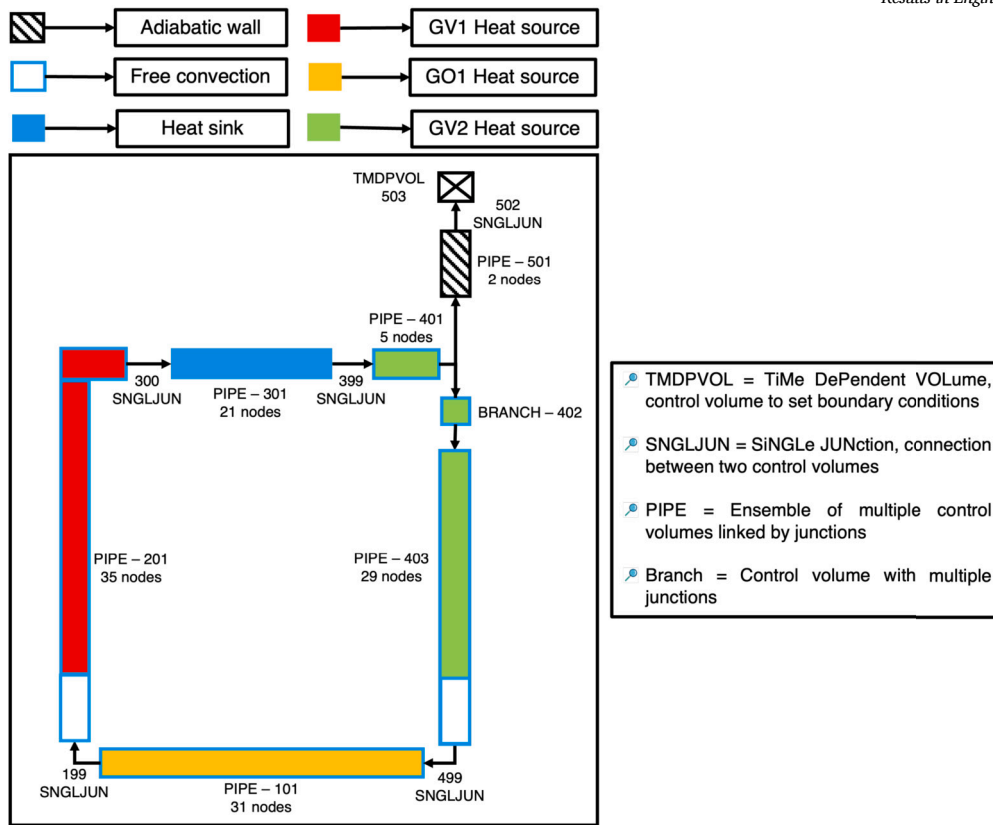 Results in Engin
Adiabatic wall
GV1 Heat source
Free convection
GO1 Heat source
Heat sink
GV2 Heat source
TMDPVOL
503
502
SNGLJUN
PIPE – 501
2 nodes
PIPE – 401
5 nodes
300
SNGLJUN
PIPE – 301
21 nodes
399
SNGLJUN
BRANCH – 402
PIPE – 201
35 nodes
PIPE – 403
29 nodes
199
SNGLJUN
PIPE – 101
31 nodes
499
SNGLJUN
TMDPVOL = TiMe DePendent VOLume,
control volume to set boundary conditions
SNGLJUN = SiNGLe JUNction, connection
between two control volumes
PIPE = Ensemble of multiple control
volumes linked by junctions
Branch = Control volume with multiple
junctions